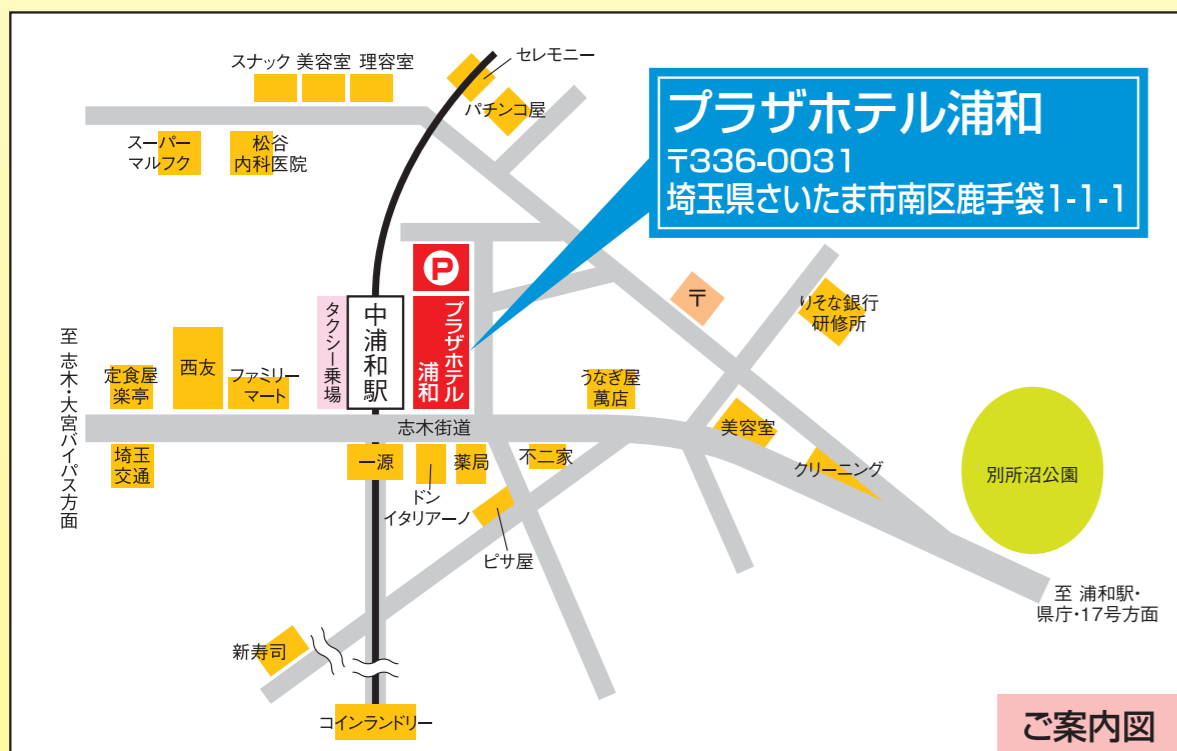 スナック
美容室
理容室
セレモニー
パチンコ屋
スーパー
マルフク
松谷
内科医院
プラザホテル浦和
〒336-0031
埼玉県さいたま市南区鹿手袋1-1-1
P
プラザホテル
浦和
中浦和駅
タクシー乗場
〒
りそな銀行
研修所
至 志木・大宮バイパス方面
定食屋
楽亭
西友
ファミリー
マート
うなぎ屋
萬店
志木街道
美容室
埼玉
交通
一源
ドン
イタリアーノ
薬局
不二家
クリーニング
別所沼公園
ピサ屋
至 浦和駅・
県庁・17号方面
新寿司
コインランドリー
ご案内図